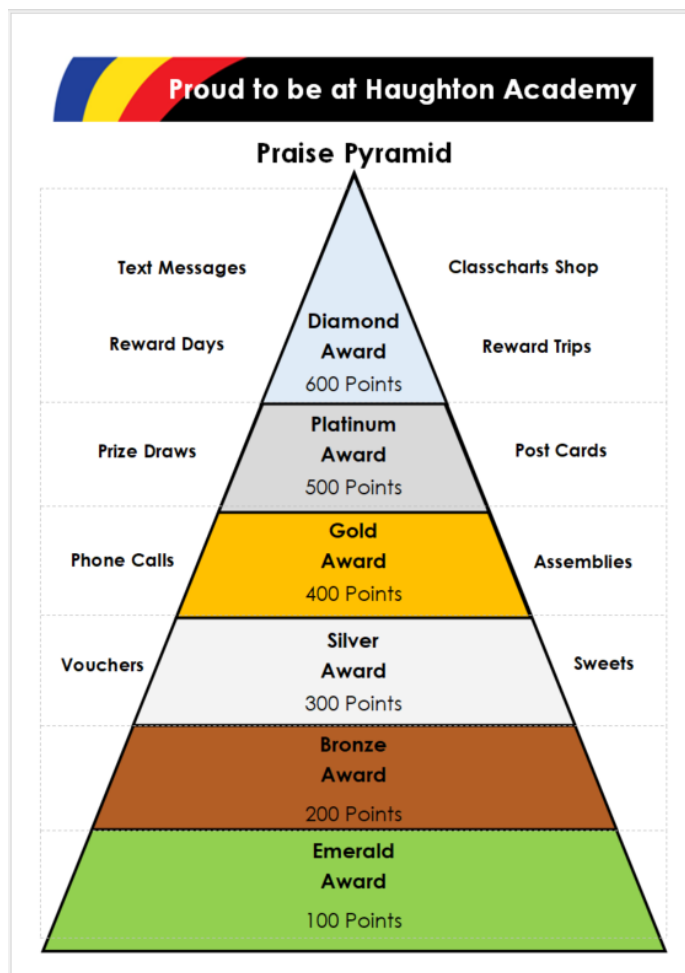 Proud to be at Haughton Academy
Praise Pyramid
Text Messages
Classcharts Shop
Diamond
Award
600 Points
Reward Days
Reward Trips
Platinum
Award
500 Points
Prize Draws
Post Cards
Gold
Award
400 Points
Phone Calls
Assemblies
Silver
Award
300 Points
Vouchers
Sweets
Bronze
Award
200 Points
Emerald
Award
100 Points